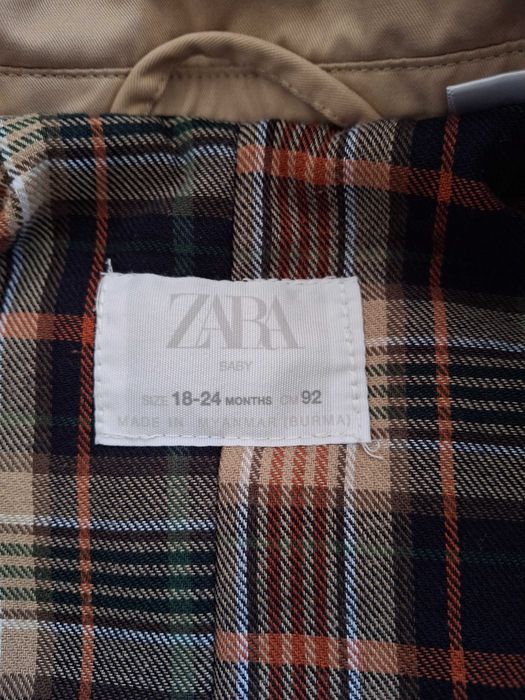 ZARA
BABY
SIZE 18-24 MONTHS CM 92
MADE IN MYANMAR (BURMA)